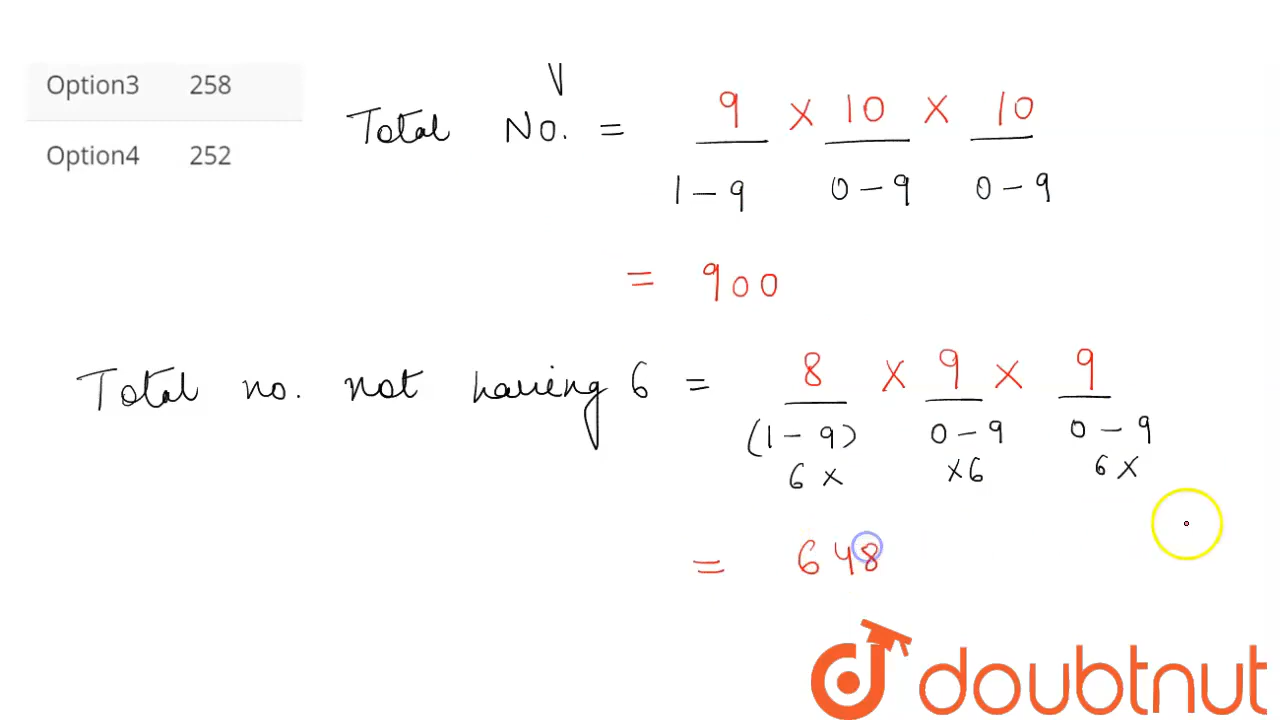 Option3 258
Option4 252
Total No. = 9 × 10 × 10
1 – 9 0 – 9 0 – 9
= 900
Total no. not having 6 = 8 × 9 × 9
(1 – 9) 0 – 9 0 – 9
6 × ×6 6 ×
= 648
doubtnut